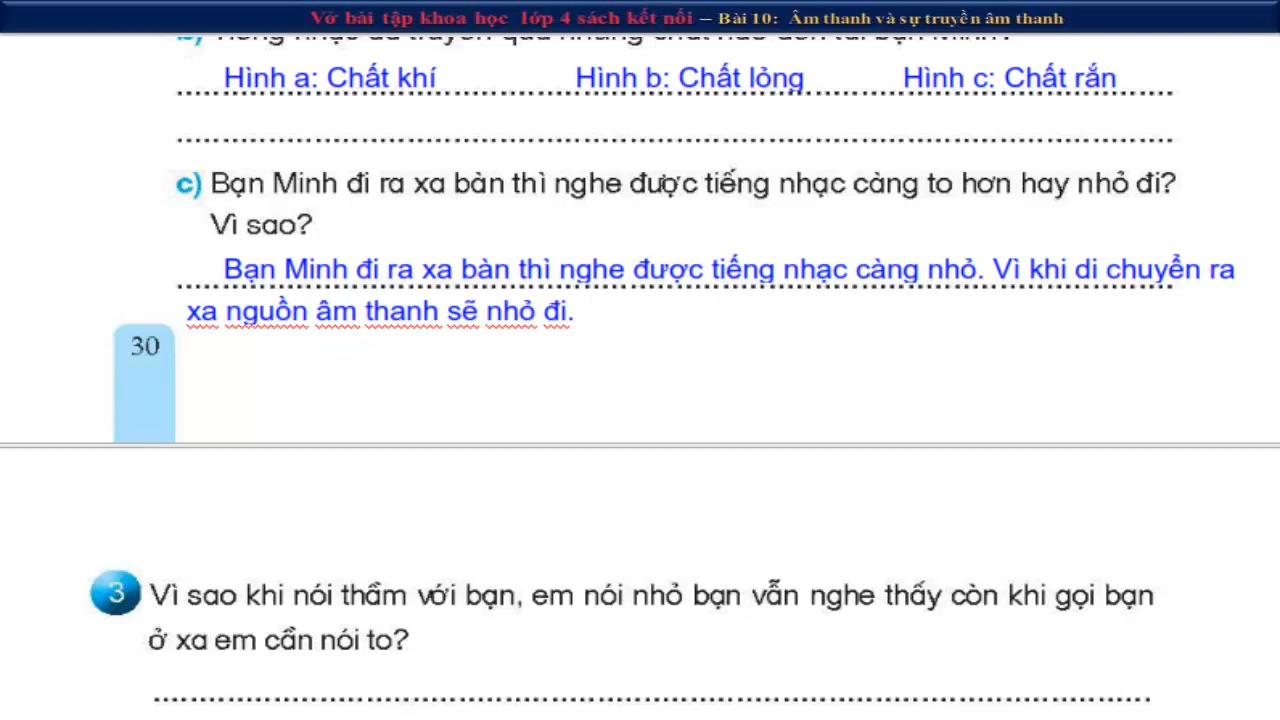 Vở bài tập khoa học lớp 4 sách kết nối – Bài 10: Âm thanh và sự truyền âm thanh
Hình a: Chất khí Hình b: Chất lỏng Hình c: Chất rắn
c) Bạn Minh đi ra xa bàn thì nghe được tiếng nhạc càng to hơn hay nhỏ đi?
Vì sao?
Bạn Minh đi ra xa bàn thì nghe được tiếng nhạc càng nhỏ. Vì khi di chuyển ra
xa nguồn âm thanh sẽ nhỏ đi.
30
3 Vì sao khi nói thầm với bạn, em nói nhỏ bạn vẫn nghe thấy còn khi gọi bạn
ở xa em cần nói to?